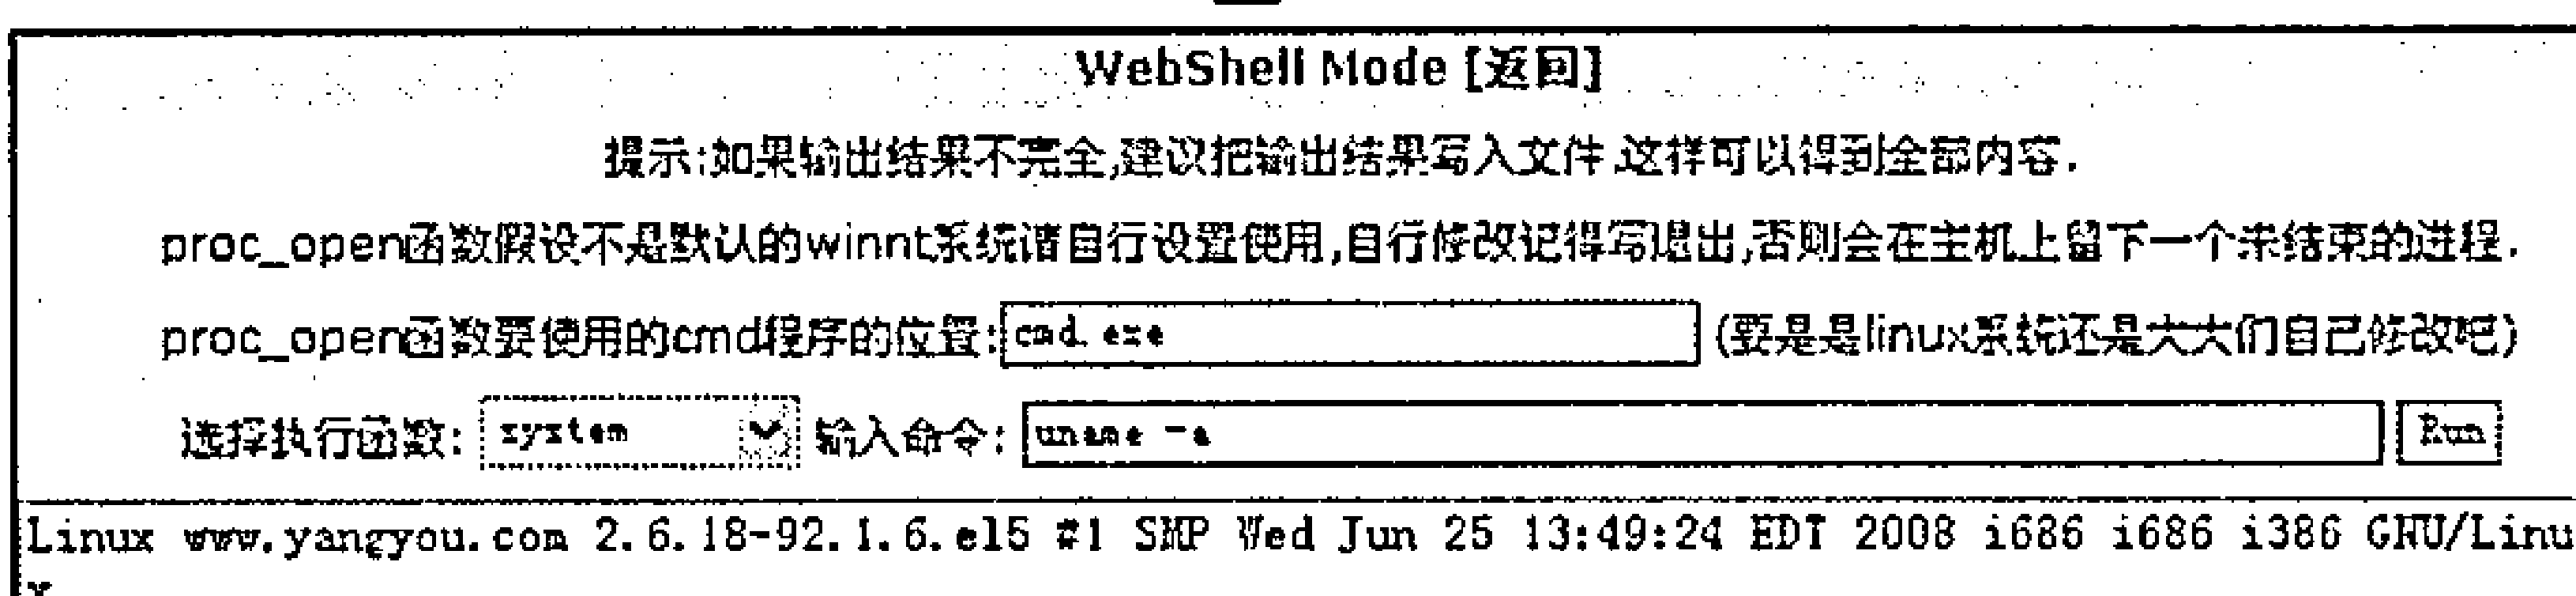 WebShell Mode [返回]
提示:如果输出结果不完全,建议把输出结果写入文件.这样可以得到全部内容.
proc_open函数假设不是默认的winnt系统请自行设置使用,自行修改记得写退出,否则会在主机上留下一个未结束的进程.
proc_open函数要使用的cmd程序的位置: cmd.exe (要是是linux系统还是大大们自己修改吧)
选择执行函数: system 输入命令: uname -a Run
Linux www.yangyou.com 2.6.18-92.1.6.el5 #1 SMP Wed Jun 25 13:49:24 EDT 2008 i686 i686 i386 GNU/Linu
x